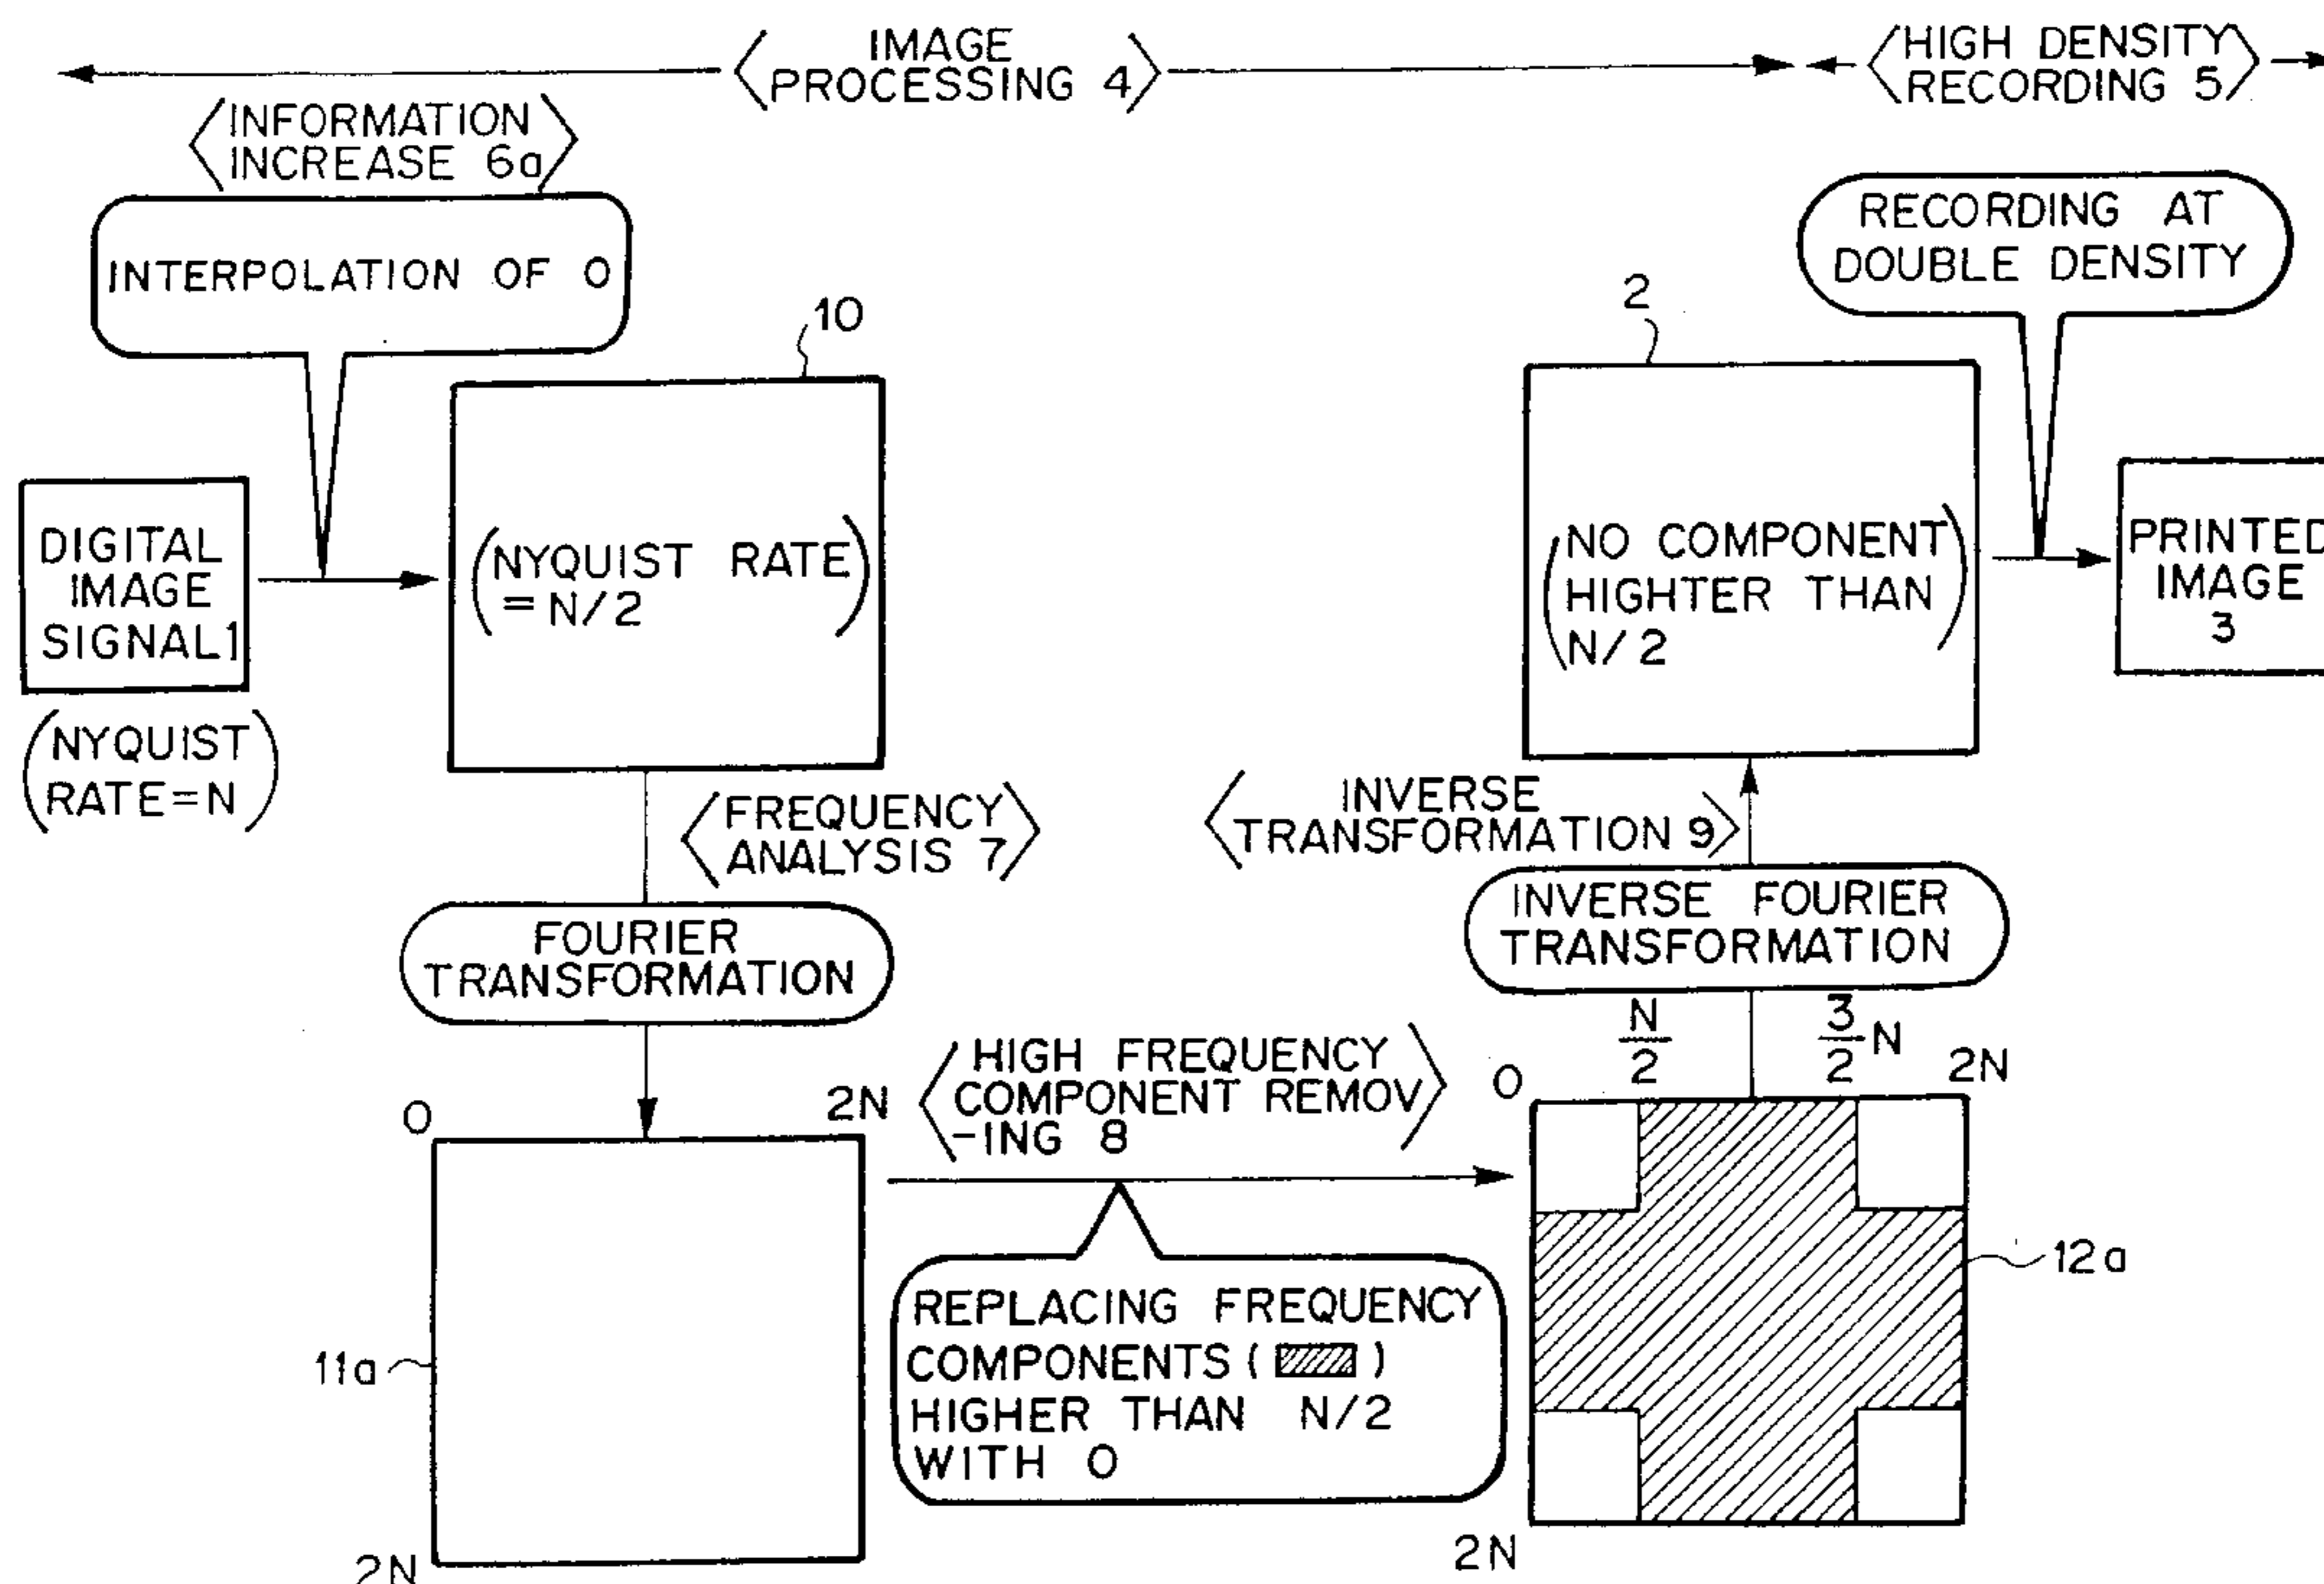 IMAGE
PROCESSING 4
HIGH DENSITY
RECORDING 5
INFORMATION
INCREASE 6a
INTERPOLATION OF 0
RECORDING AT
DOUBLE DENSITY
10
2
DIGITAL
IMAGE
SIGNAL1
(NYQUIST RATE
=N/2)
(NO COMPONENT
HIGHTER THAN
N/2)
PRINTED
IMAGE
3
(NYQUIST
RATE=N)
FREQUENCY
ANALYSIS 7
INVERSE
TRANSFORMATION 9
FOURIER
TRANSFORMATION
INVERSE FOURIER
TRANSFORMATION
0
2N
HIGH FREQUENCY
COMPONENT REMOV
-ING 8
0
N/2
3/2 N
2N
11a
REPLACING FREQUENCY
COMPONENTS ( )
HIGHER THAN N/2
WITH 0
12a
2N
2N